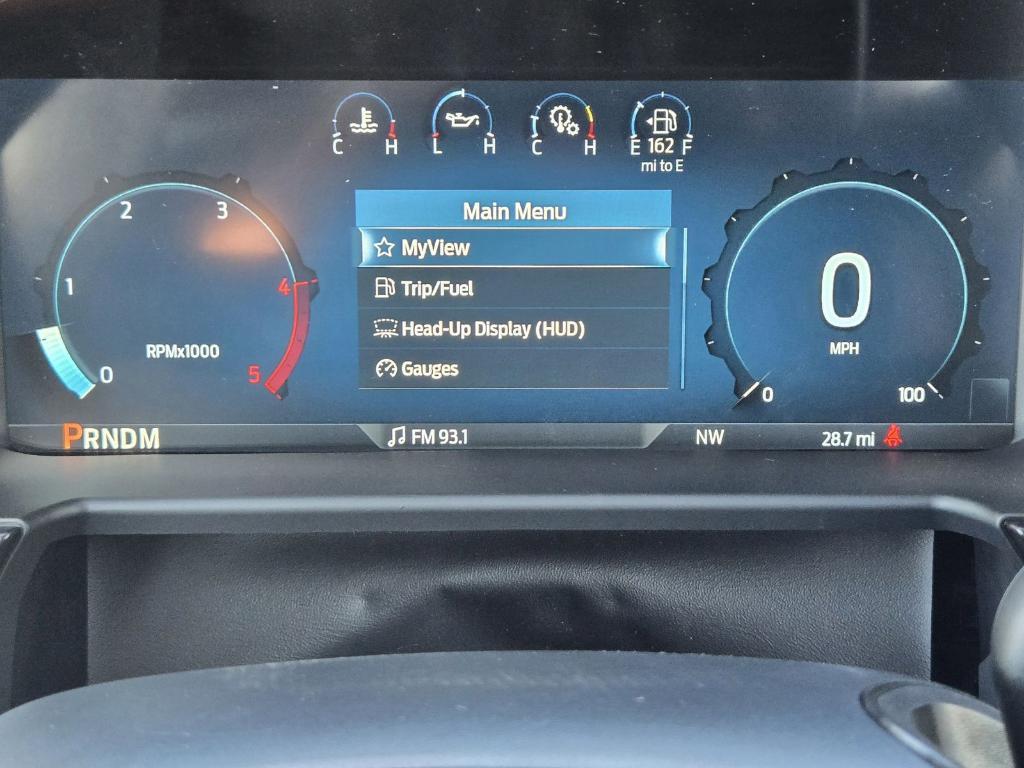 C H L H C H E 162 F
mi to E
Main Menu
MyView
Trip/Fuel
Head-Up Display (HUD)
Gauges
2 3
1 4
RPMx1000
0 5
0
MPH
0 100
PRNDM
FM 93.1
NW
28.7 mi